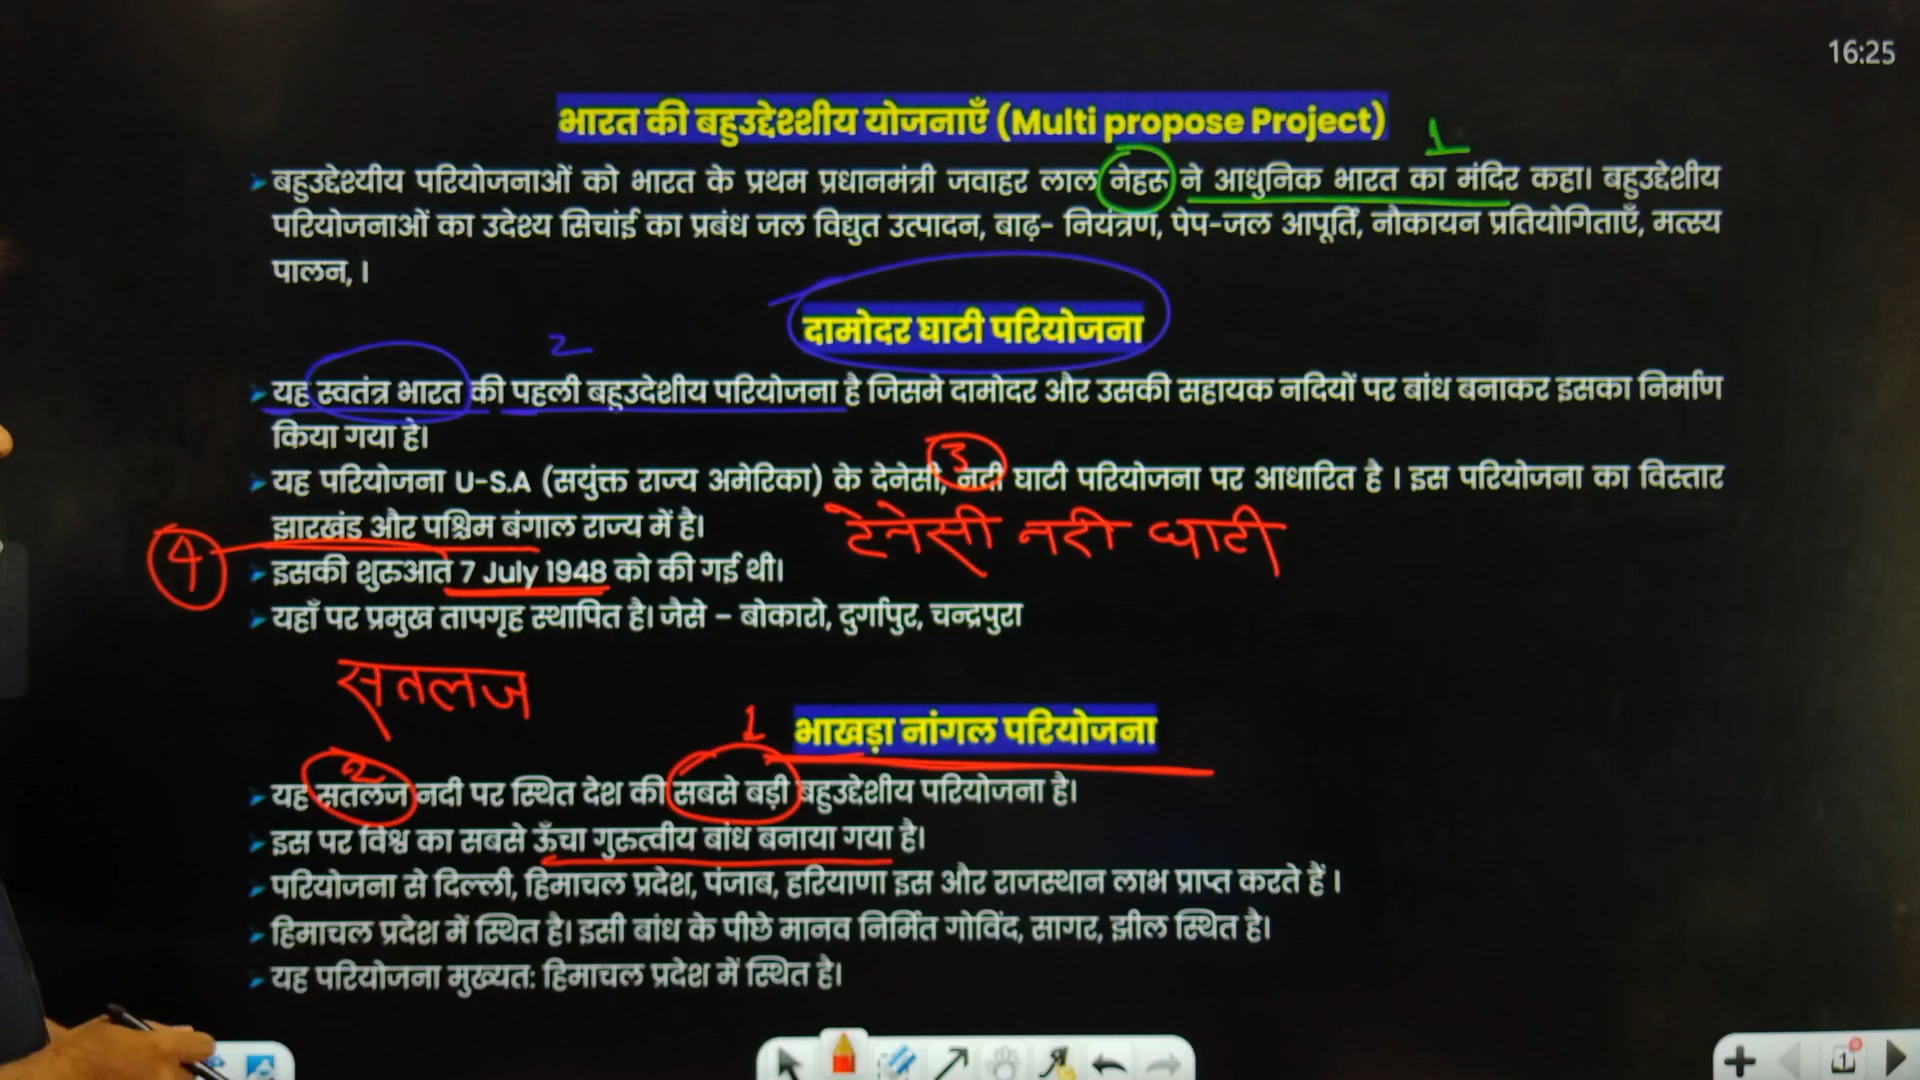 16:25
भारत की बहुउद्देश्शीय योजनाएँ (Multi propose Project)
1
बहुउद्देश्यीय परियोजनाओं को भारत के प्रथम प्रधानमंत्री जवाहर लाल नेहरू ने आधुनिक भारत का मंदिर कहा। बहुउद्देशीय
परियोजनाओं का उदेश्य सिचांई का प्रबंध जल विद्युत उत्पादन, बाढ़- नियंत्रण, पेप-जल आपूर्ति, नौकायन प्रतियोगिताएँ, मत्स्य
पालन, ।
दामोदर घाटी परियोजना
2
यह स्वतंत्र भारत की पहली बहुउदेशीय परियोजना है जिसमे दामोदर और उसकी सहायक नदियों पर बांध बनाकर इसका निर्माण
किया गया है।
3
यह परियोजना U-S.A (सयुंक्त राज्य अमेरिका) के देनेसी, नदी घाटी परियोजना पर आधारित है । इस परियोजना का विस्तार
झारखंड और पश्चिम बंगाल राज्य में है।
टेनेसी नदी घाटी
4
इसकी शुरुआते 7 July 1948 को की गई थी।
यहाँ पर प्रमुख तापगृह स्थापित है। जैसे – बोकारो, दुर्गापुर, चन्द्रपुरा
सतलज
1
भाखड़ा नांगल परियोजना
2
यह सतलज नदी पर स्थित देश की सबसे बड़ी बहुउद्देशीय परियोजना है।
इस पर विश्व का सबसे ऊँचा गुरुत्वीय बांध बनाया गया है।
परियोजना से दिल्ली, हिमाचल प्रदेश, पंजाब, हरियाणा इस और राजस्थान लाभ प्राप्त करते हैं ।
हिमाचल प्रदेश में स्थित है। इसी बांध के पीछे मानव निर्मित गोविंद, सागर, झील स्थित है।
यह परियोजना मुख्यत: हिमाचल प्रदेश में स्थित है।
1